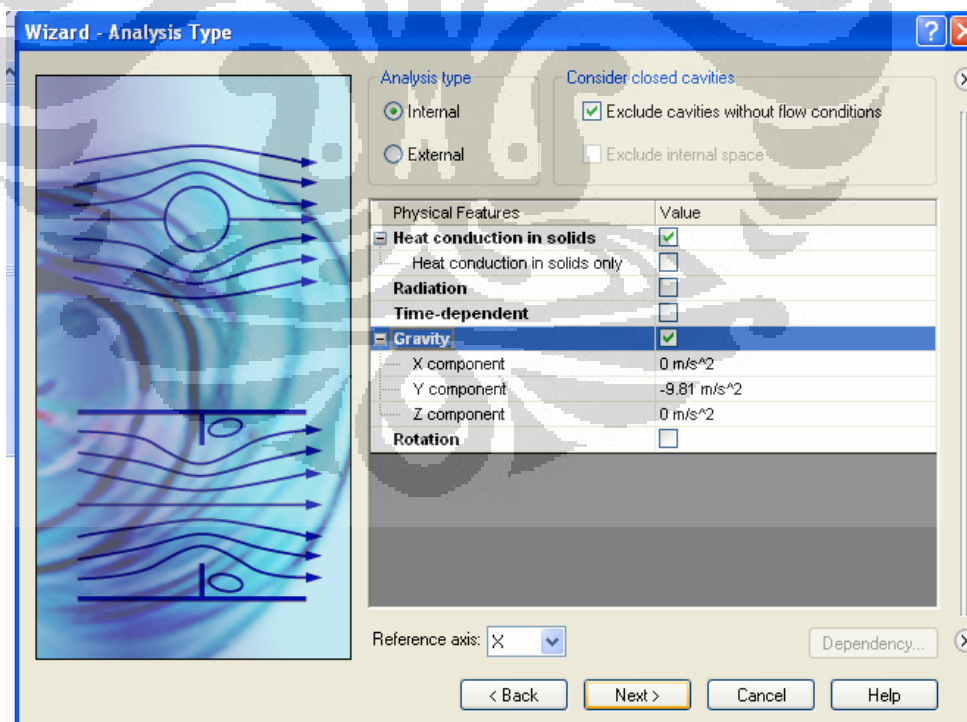 Wizard - Analysis Type
Analysis type
Internal
External
Consider closed cavities
Exclude cavities without flow conditions
Exclude internal space
Physical Features Value
Heat conduction in solids
Heat conduction in solids only
Radiation
Time-dependent
Gravity
X component 0 m/s^2
Y component -9.81 m/s^2
Z component 0 m/s^2
Rotation
Reference axis: X
Dependency...
< Back Next > Cancel Help